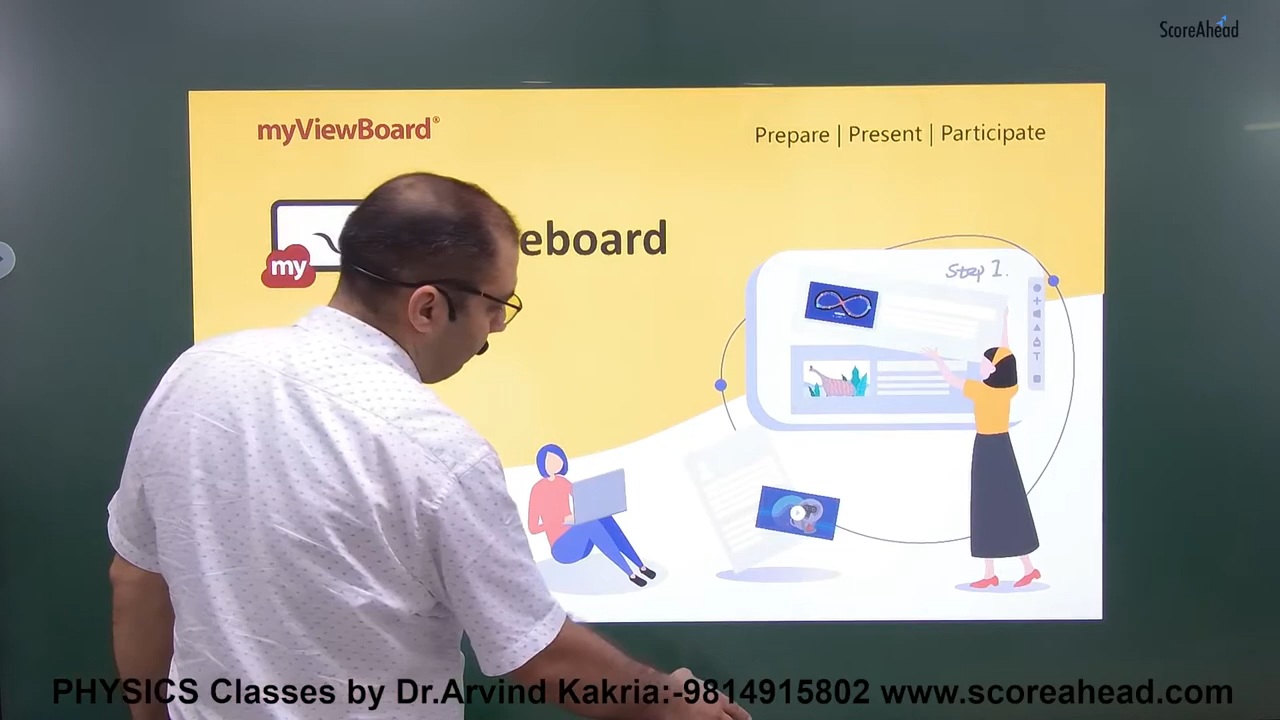 ScoreAhead
myViewBoard®
Prepare | Present | Participate
my
eboard
Step 1.
T
PHYSICS Classes by Dr.Arvind Kakria:-9814915802 www.scoreahead.com